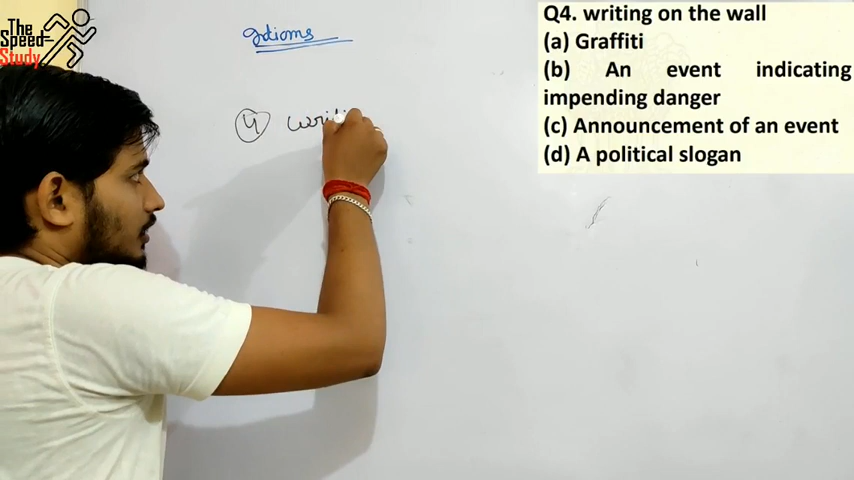 The
Speed
Study
Idioms
Q4. writing on the wall
(a) Graffiti
(b) An event indicating
impending danger
(c) Announcement of an event
(d) A political slogan
4 writi